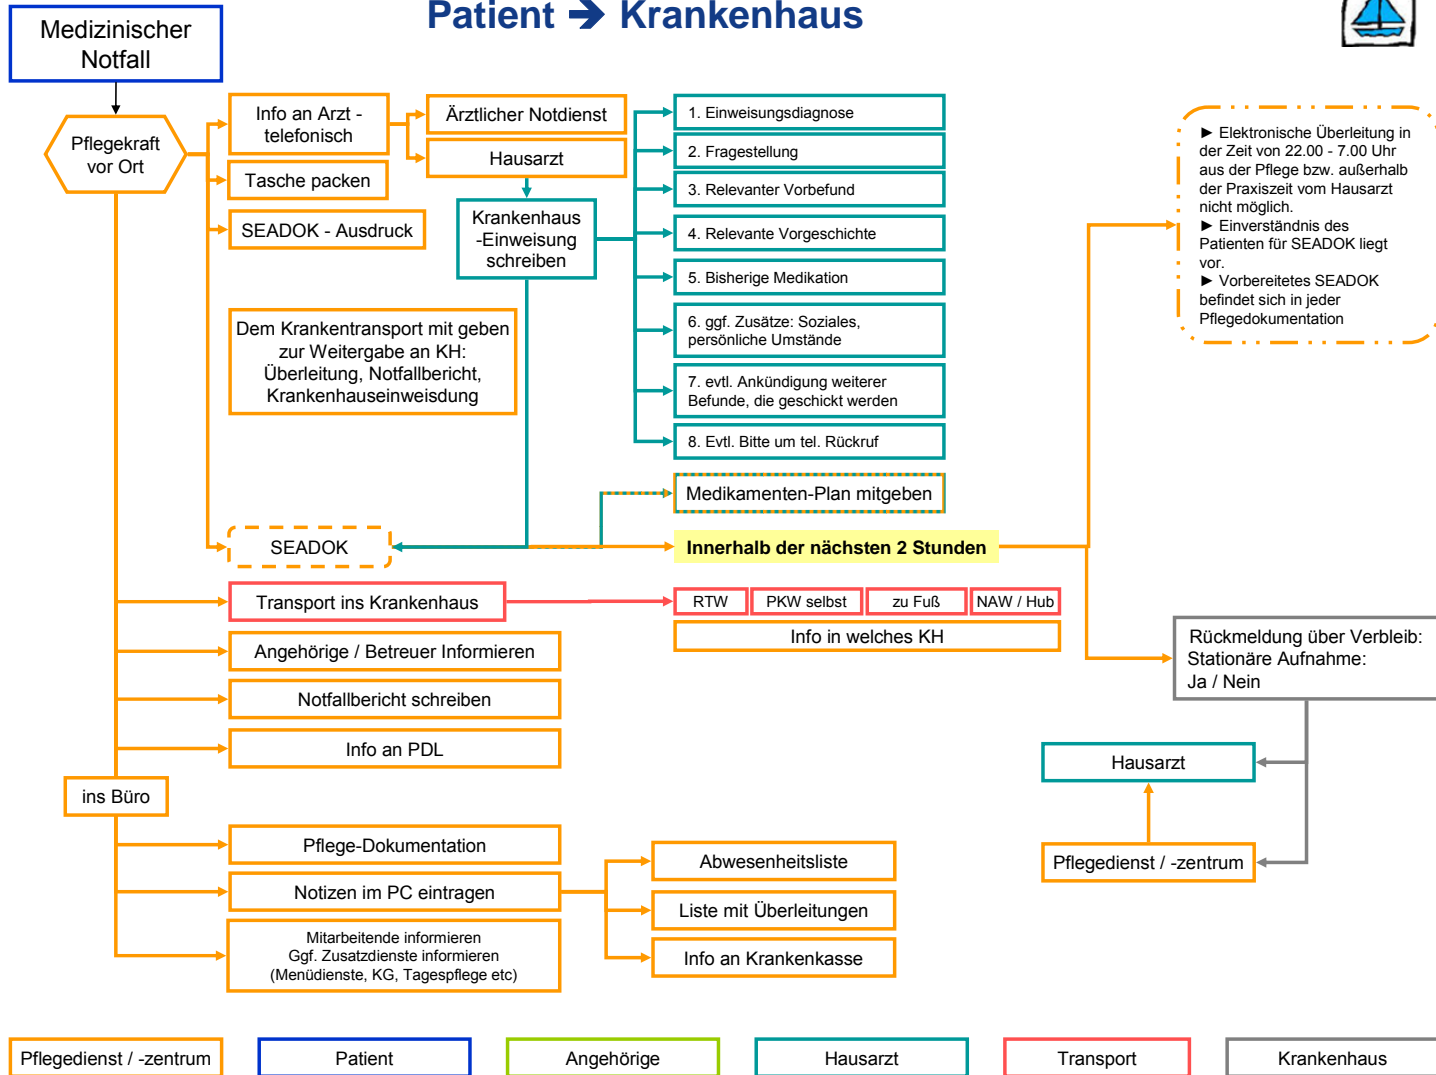 Patient ➔ Krankenhaus
Medizinischer
Notfall
Pflegekraft
vor Ort
Info an Arzt -
telefonisch
Tasche packen
SEADOK - Ausdruck
Ärztlicher Notdienst
Hausarzt
Krankenhaus
-Einweisung
schreiben
1. Einweisungsdiagnose
2. Fragestellung
3. Relevanter Vorbefund
4. Relevante Vorgeschichte
5. Bisherige Medikation
6. ggf. Zusätze: Soziales,
persönliche Umstände
7. evtl. Ankündigung weiterer
Befunde, die geschickt werden
8. Evtl. Bitte um tel. Rückruf
► Elektronische Überleitung in
der Zeit von 22.00 - 7.00 Uhr
aus der Pflege bzw. außerhalb
der Praxiszeit vom Hausarzt
nicht möglich.
► Einverständnis des
Patienten für SEADOK liegt
vor.
► Vorbereitetes SEADOK
befindet sich in jeder
Pflegedokumentation
Dem Krankentransport mit geben
zur Weitergabe an KH:
Überleitung, Notfallbericht,
Krankenhauseinweisdung
Medikamenten-Plan mitgeben
SEADOK
Innerhalb der nächsten 2 Stunden
Transport ins Krankenhaus
RTW
PKW selbst
zu Fuß
NAW / Hub
Info in welches KH
Angehörige / Betreuer Informieren
Notfallbericht schreiben
Info an PDL
Rückmeldung über Verbleib:
Stationäre Aufnahme:
Ja / Nein
Hausarzt
Pflegedienst / -zentrum
ins Büro
Pflege-Dokumentation
Notizen im PC eintragen
Mitarbeitende informieren
Ggf. Zusatzdienste informieren
(Menüdienste, KG, Tagespflege etc)
Abwesenheitsliste
Liste mit Überleitungen
Info an Krankenkasse
Pflegedienst / -zentrum
Patient
Angehörige
Hausarzt
Transport
Krankenhaus